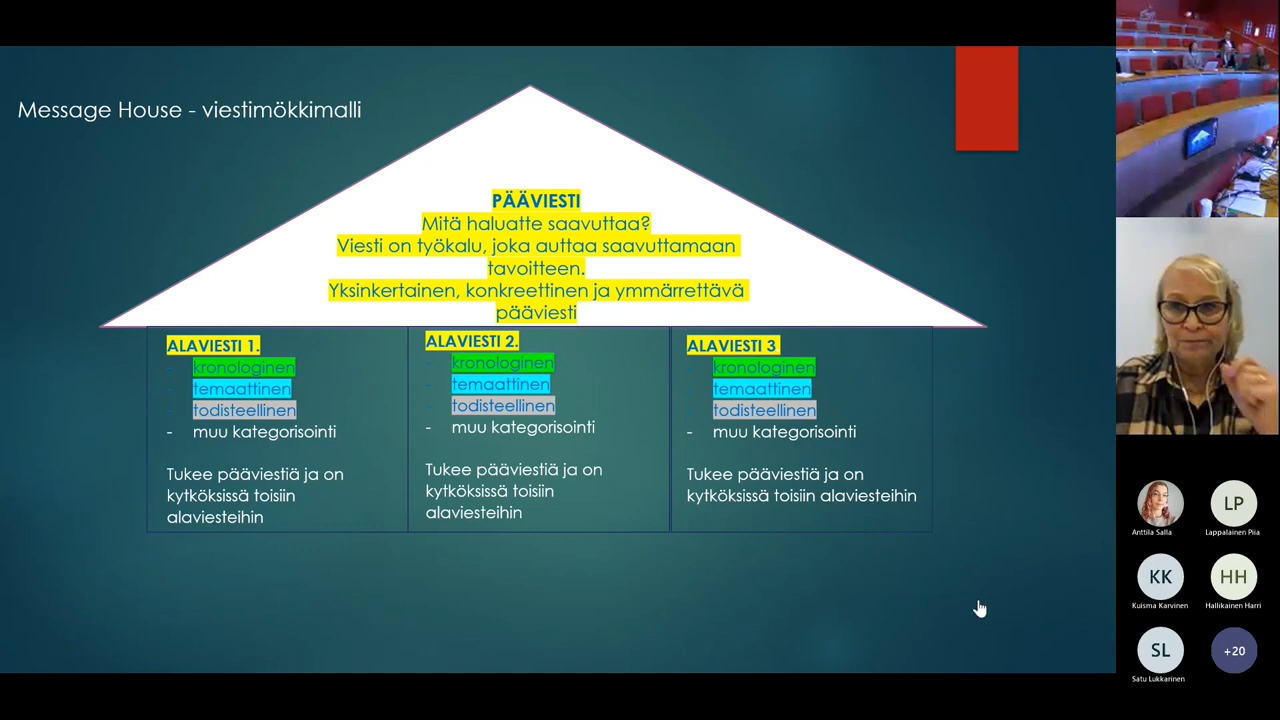 Message House - viestimökkimalli
PÄÄVIESTI
Mitä haluatte saavuttaa?
Viesti on työkalu, joka auttaa saavuttamaan
tavoitteen.
Yksinkertainen, konkreettinen ja ymmärrettävä
pääviesti
ALAVIESTI 1.
- kronologinen
- temaattinen
- todisteellinen
- muu kategorisointi
Tukee pääviestiä ja on
kytköksissä toisiin
alaviesteihin
ALAVIESTI 2.
- kronologinen
- temaattinen
- todisteellinen
- muu kategorisointi
Tukee pääviestiä ja on
kytköksissä toisiin
alaviesteihin
ALAVIESTI 3
- kronologinen
- temaattinen
- todisteellinen
- muu kategorisointi
Tukee pääviestiä ja on
kytköksissä toisiin alaviesteihin
Anttila Salla
LP
Lappalainen Piia
KK
Kuisma Karvinen
HH
Hallikainen Harri
SL
Satu Lukkarinen
+20